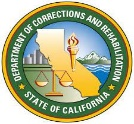 DEPARTMENT OF CORRECTIONS AND REHABILITATION
STATE OF CALIFORNIA